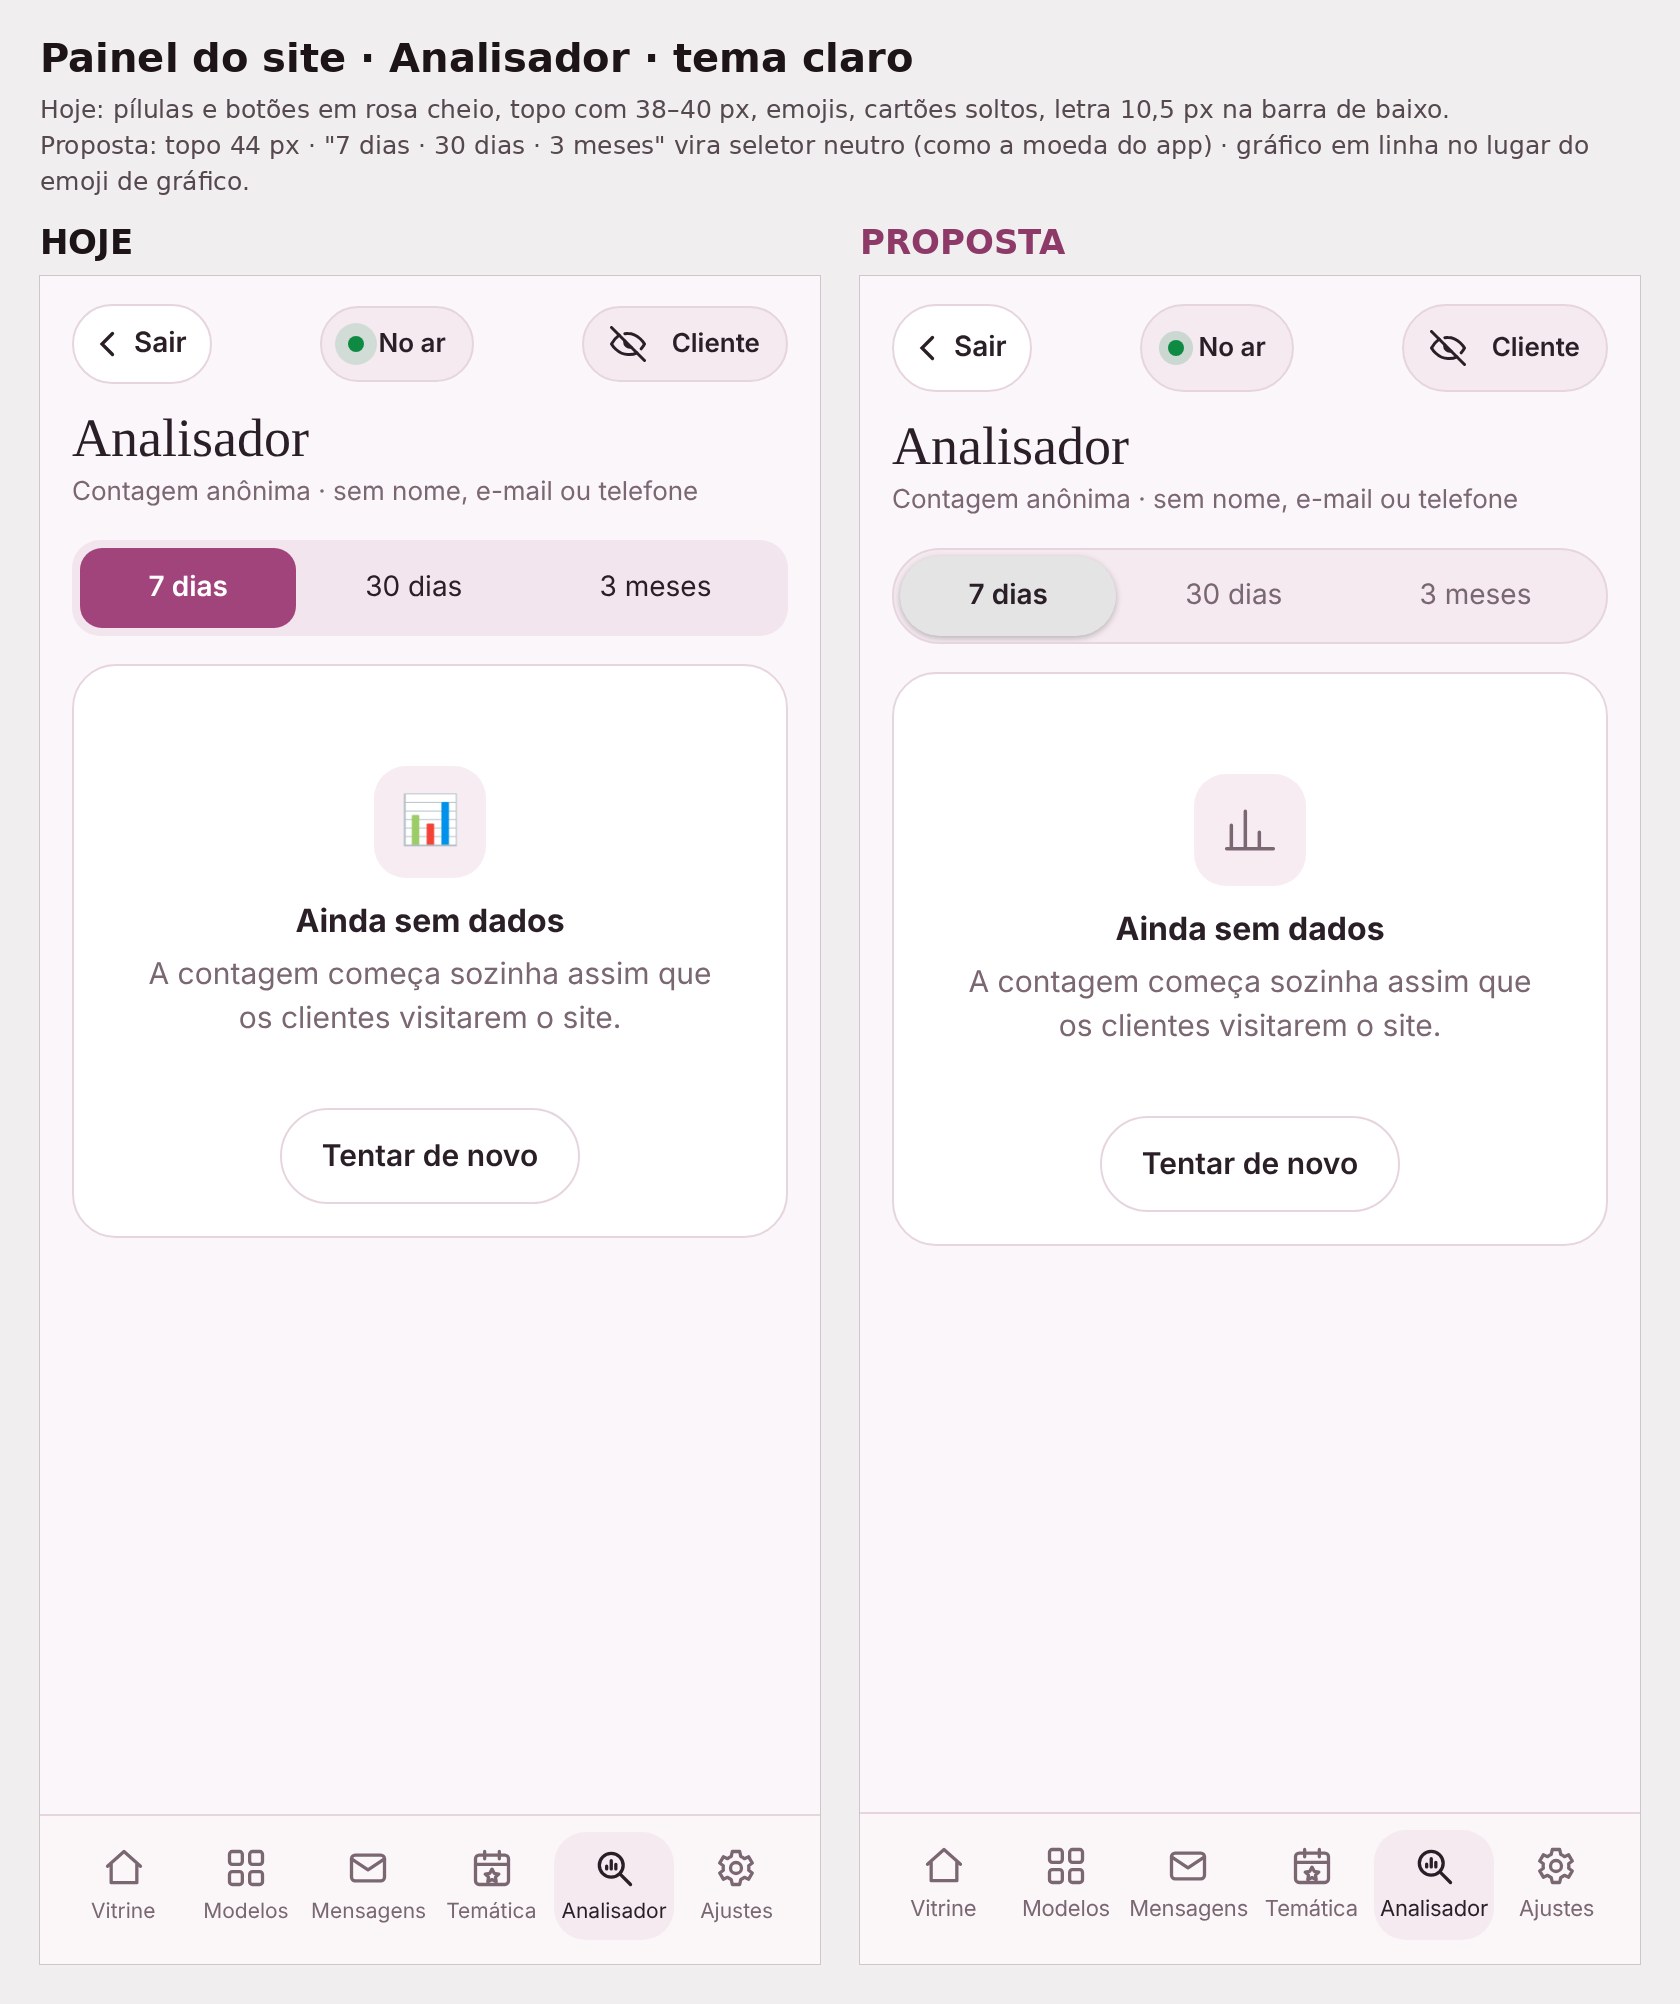 Painel do site · Analisador · tema claro
Hoje: pílulas e botões em rosa cheio, topo com 38–40 px, emojis, cartões soltos, letra 10,5 px na barra de baixo.
Proposta: topo 44 px · "7 dias · 30 dias · 3 meses" vira seletor neutro (como a moeda do app) · gráfico em linha no lugar do
emoji de gráfico.
HOJE
Sair
No ar
Cliente
Analisador
Contagem anônima · sem nome, e-mail ou telefone
7 dias
30 dias
3 meses
Ainda sem dados
A contagem começa sozinha assim que
os clientes visitarem o site.
Tentar de novo
Vitrine
Modelos
Mensagens
Temática
Analisador
Ajustes
PROPOSTA
Sair
No ar
Cliente
Analisador
Contagem anônima · sem nome, e-mail ou telefone
7 dias
30 dias
3 meses
Ainda sem dados
A contagem começa sozinha assim que
os clientes visitarem o site.
Tentar de novo
Vitrine
Modelos
Mensagens
Temática
Analisador
Ajustes